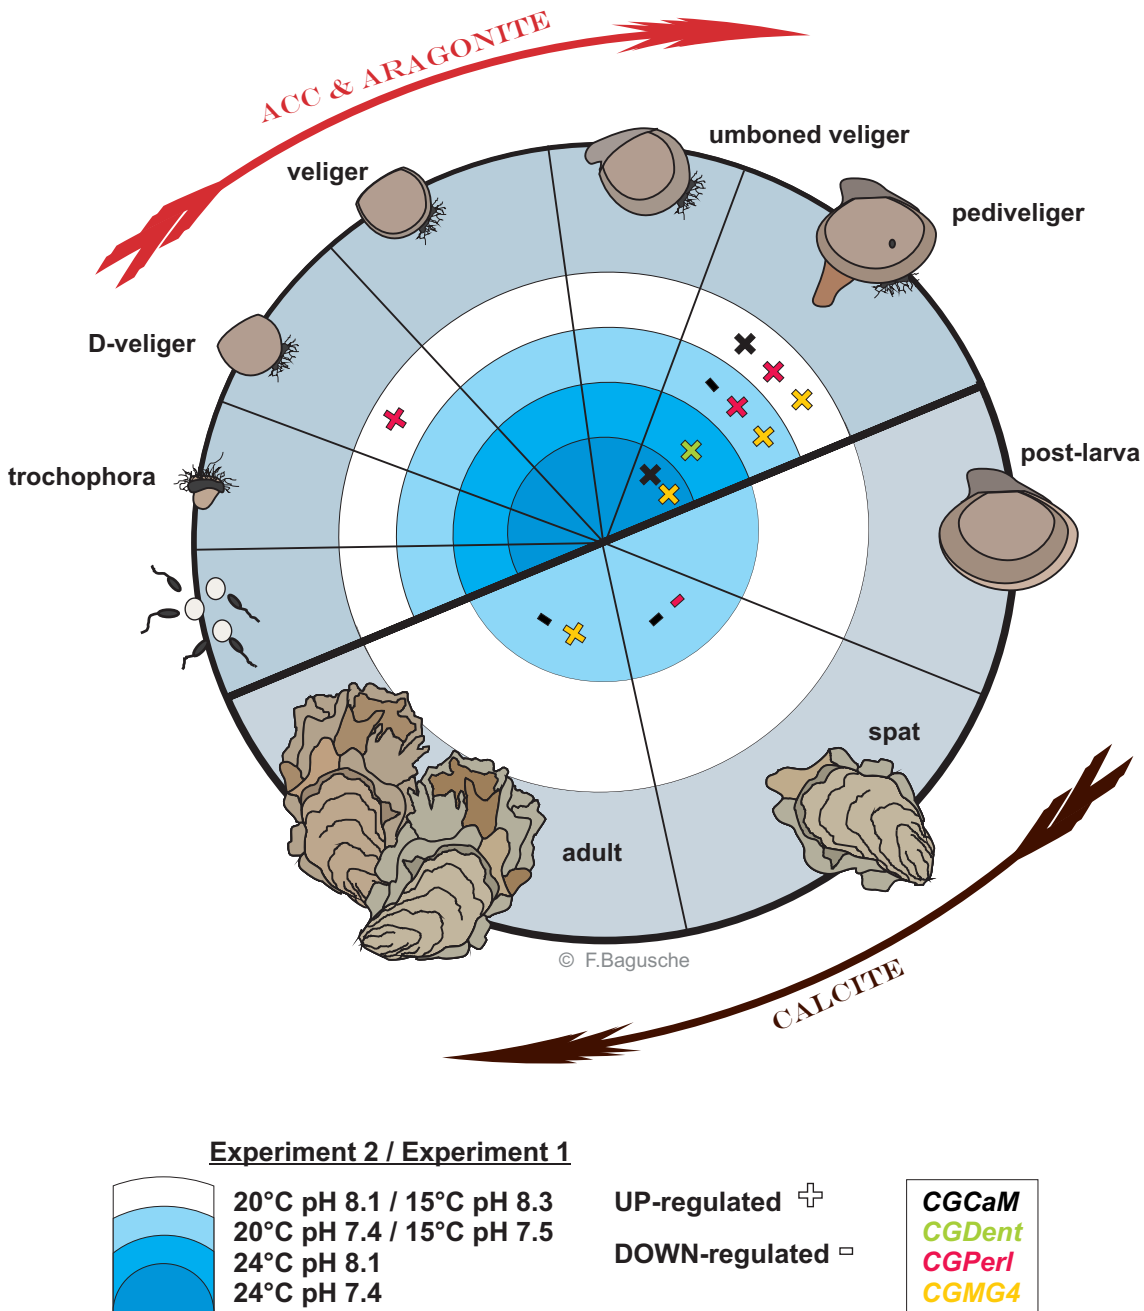 ACC & ARAGONITE
umboned veliger
veliger
pediveliger
D-veliger
post-larva
trochophora
spat
adult
© F.Bagusche
CALCITE
Experiment 2 / Experiment 1
20°C pH 8.1 / 15°C pH 8.3
20°C pH 7.4 / 15°C pH 7.5
24°C pH 8.1
24°C pH 7.4
UP-regulated
DOWN-regulated
CGCaM
CGDent
CGPerl
CGMG4